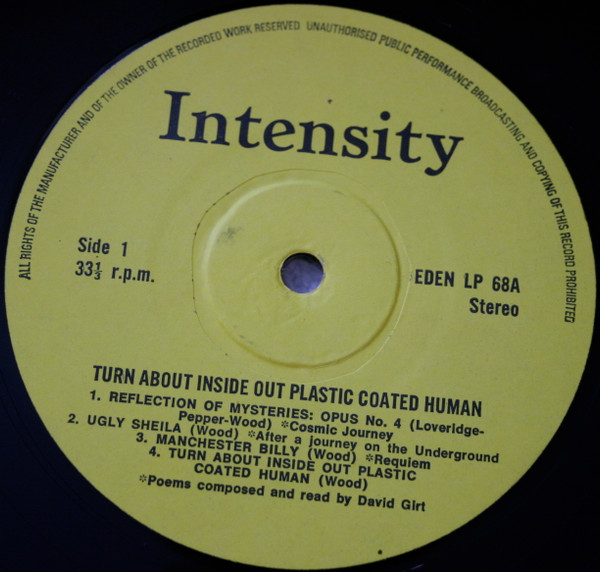 ALL RIGHTS OF THE MANUFACTURER AND OF THE OWNER OF THE RECORDED WORK RESERVED UNAUTHORISED PUBLIC PERFORMANCE BROADCASTING AND COPYING OF THIS RECORD PROHIBITED
Intensity
Side 1
33⅓ r.p.m.
EDEN LP 68A
Stereo
TURN ABOUT INSIDE OUT PLASTIC COATED HUMAN
1. REFLECTION OF MYSTERIES: OPUS No. 4 (Loveridge-
Pepper-Wood) *Cosmic Journey
2. UGLY SHEILA (Wood) *After a journey on the Underground
3. MANCHESTER BILLY (Wood) *Requiem
4. TURN ABOUT INSIDE OUT PLASTIC
COATED HUMAN (Wood)
*Poems composed and read by David Girt